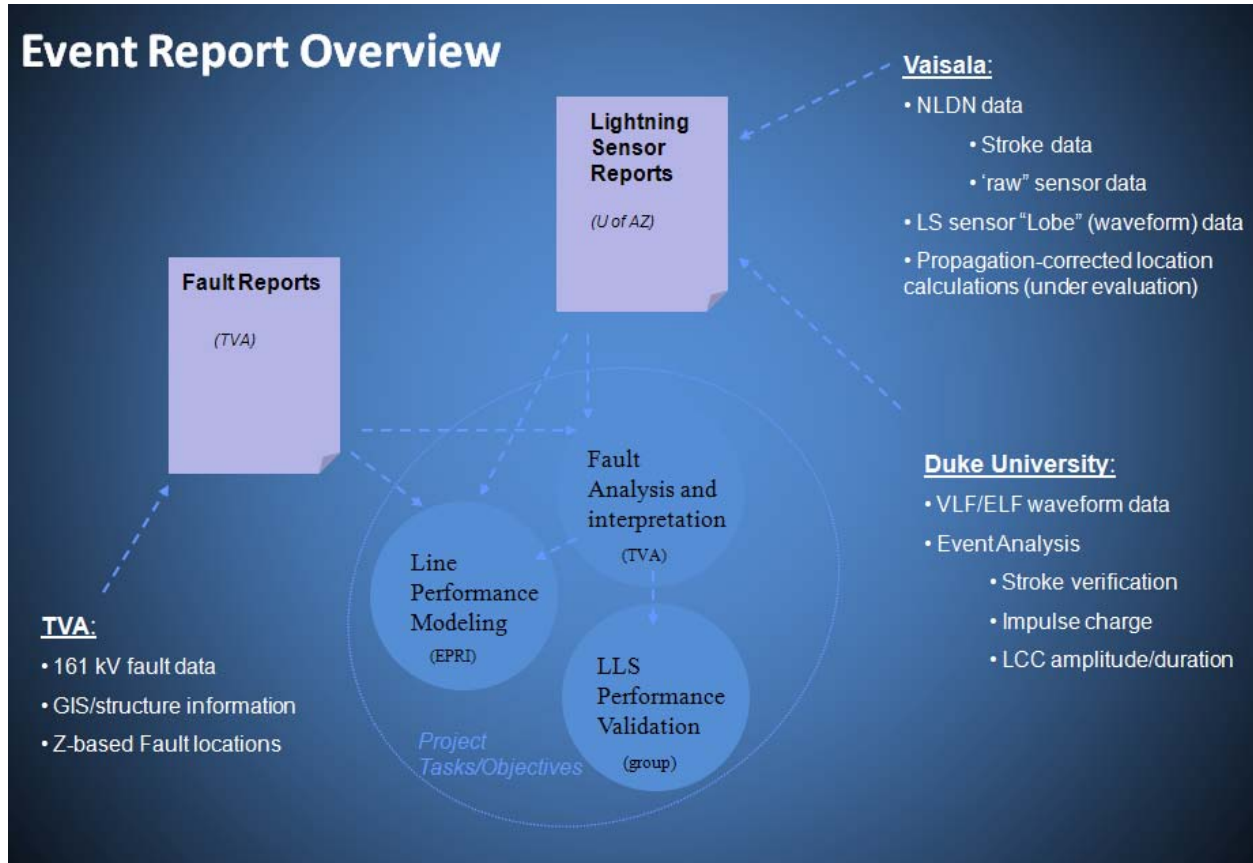 Event Report Overview
Lightning
Sensor
Reports
(U of AZ)
Fault Reports
(TVA)
Vaisala:
• NLDN data
• Stroke data
• ‘raw” sensor data
• LS sensor “Lobe” (waveform) data
• Propagation-corrected location
calculations (under evaluation)
Duke University:
• VLF/ELF waveform data
• Event Analysis
• Stroke verification
• Impulse charge
• LCC amplitude/duration
TVA:
• 161 kV fault data
• GIS/structure information
• Z-based Fault locations
Fault
Analysis and
interpretation
(TVA)
Line
Performance
Modeling
(EPRI)
LLS
Performance
Validation
(group)
Project
Tasks/Objectives